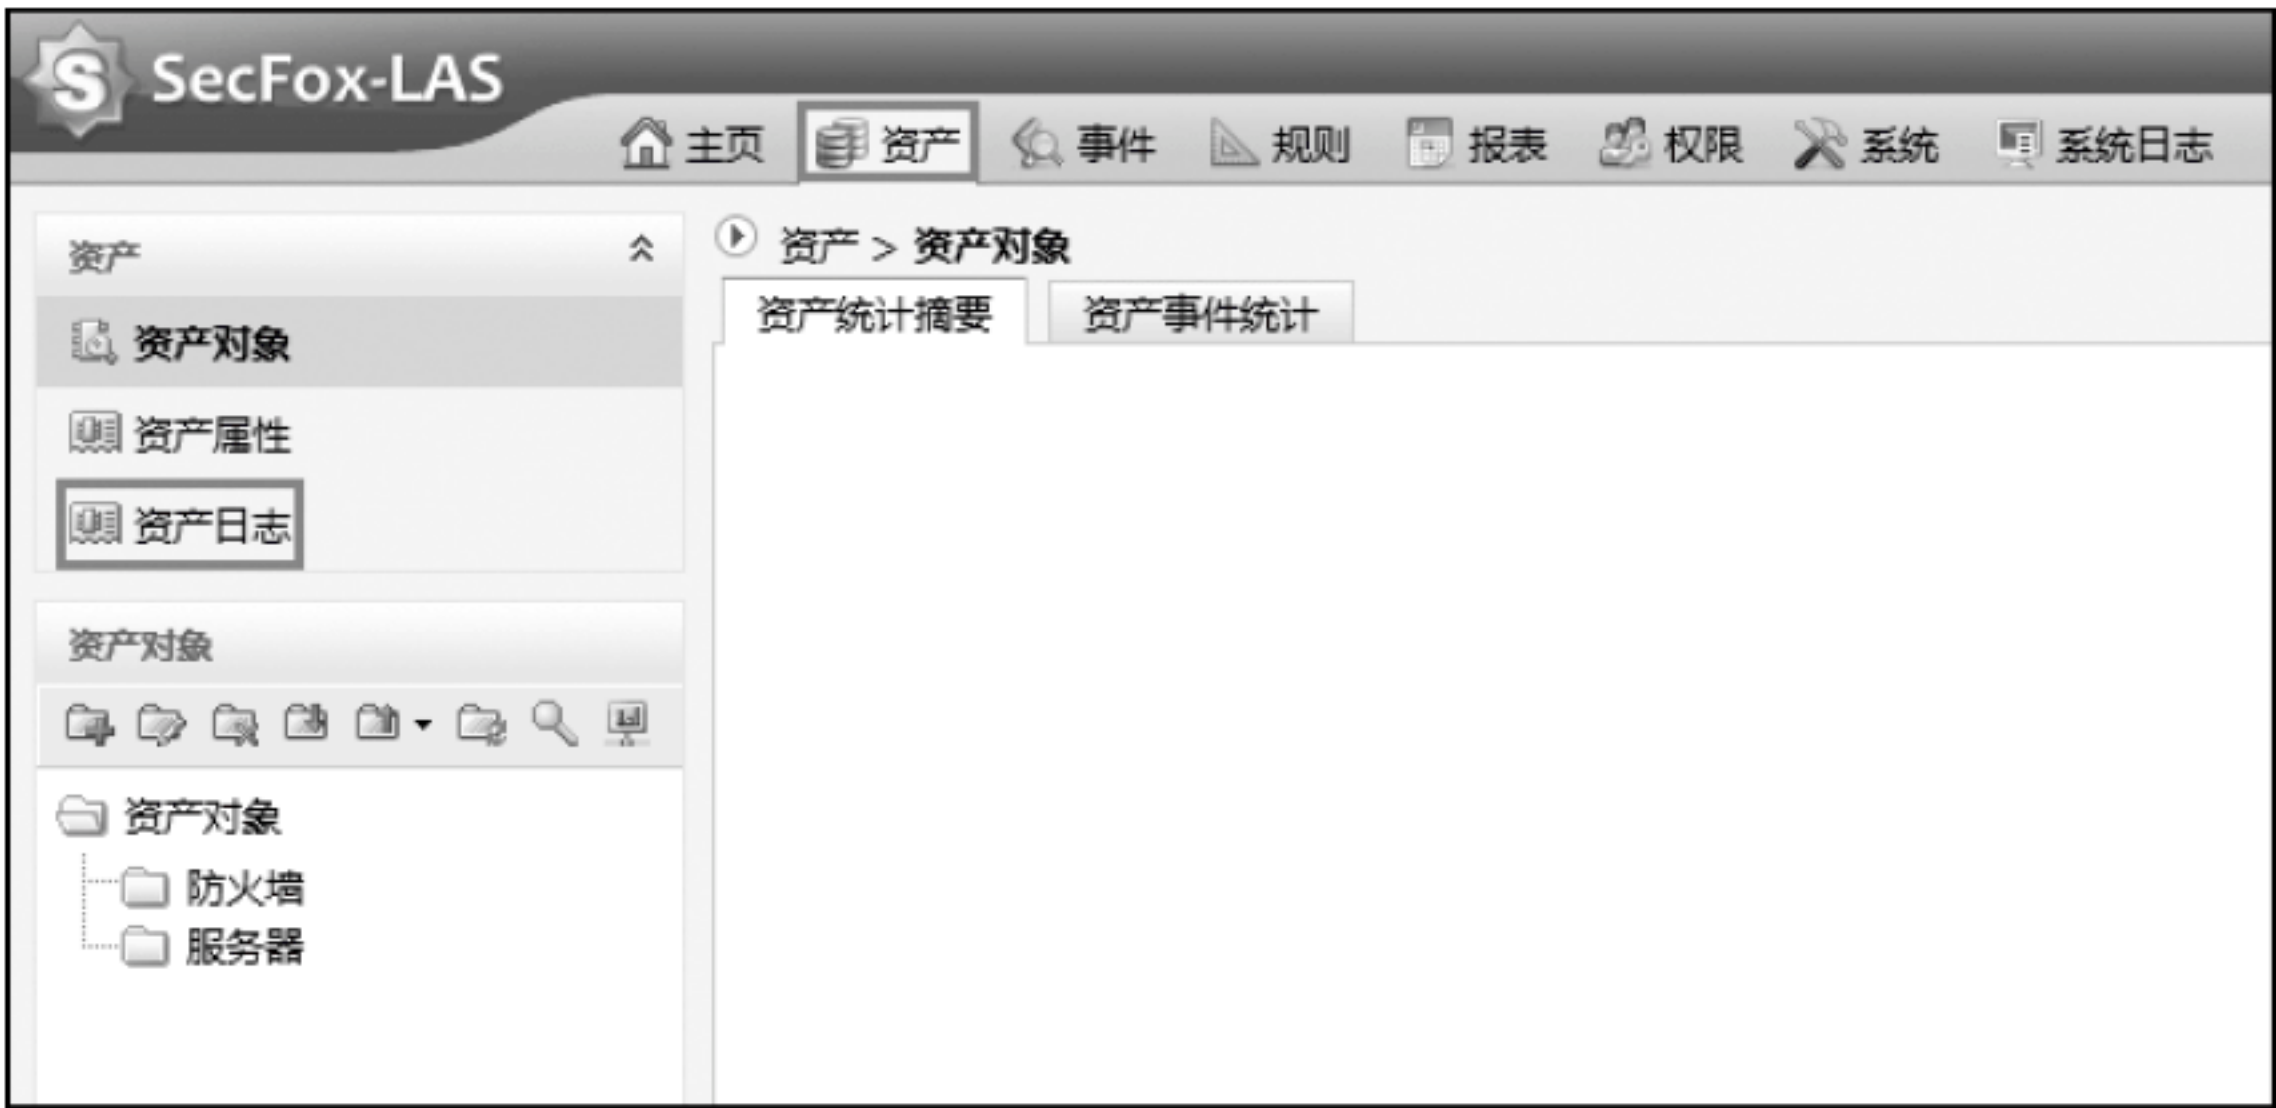 SecFox-LAS
主页 资产 事件 规则 报表 权限 系统 系统日志
资产
资产对象
资产属性
资产日志
资产对象
资产对象
防火墙
服务器
资产 > 资产对象
资产统计摘要 资产事件统计